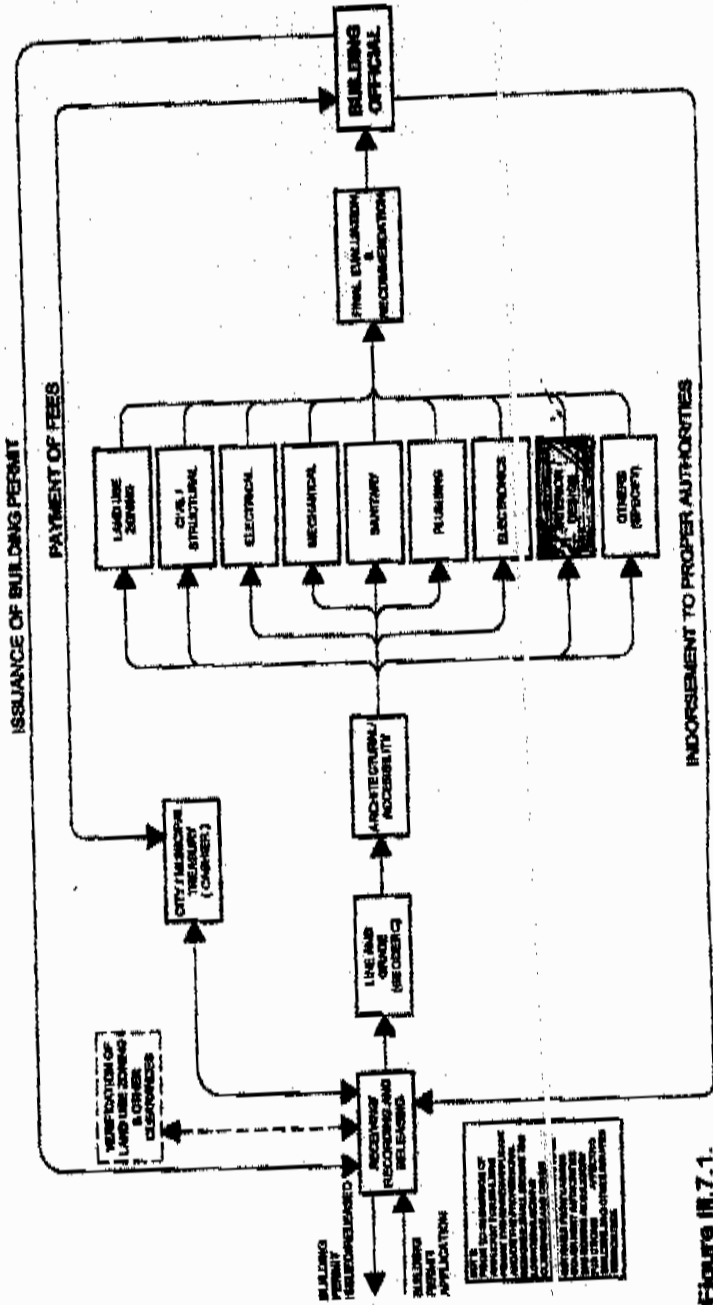 ISSUANCE OF BUILDING PERMIT
PAYMENT OF FEES
BUILDING
OFFICIAL
FINAL EVALUATION
&
RECOMMENDATION
LAND USE
ZONING
CIVIL /
STRUCTURAL
ELECTRICAL
MECHANICAL
SANITARY
PLUMBING
ELECTRONICS
INTERIOR /
DESIGN
OTHERS
(SPECIFY)
CITY / MUNICIPAL
TREASURY
( CASHIER )
ARCHITECTURAL/
ACCESIBILITY
LINE AND
GRADE
(GEODETIC)
VERIFICATION OF
LAND USE ZONING
& OTHER
CLEARANCES
RECEIVING/
RECORDING AND
RELEASING
BUILDING
PERMIT
ISSUED/RELEASED
BUILDING
PERMIT
APPLICATION
INDORSEMENT TO PROPER AUTHORITIES
Figure III.7.1.